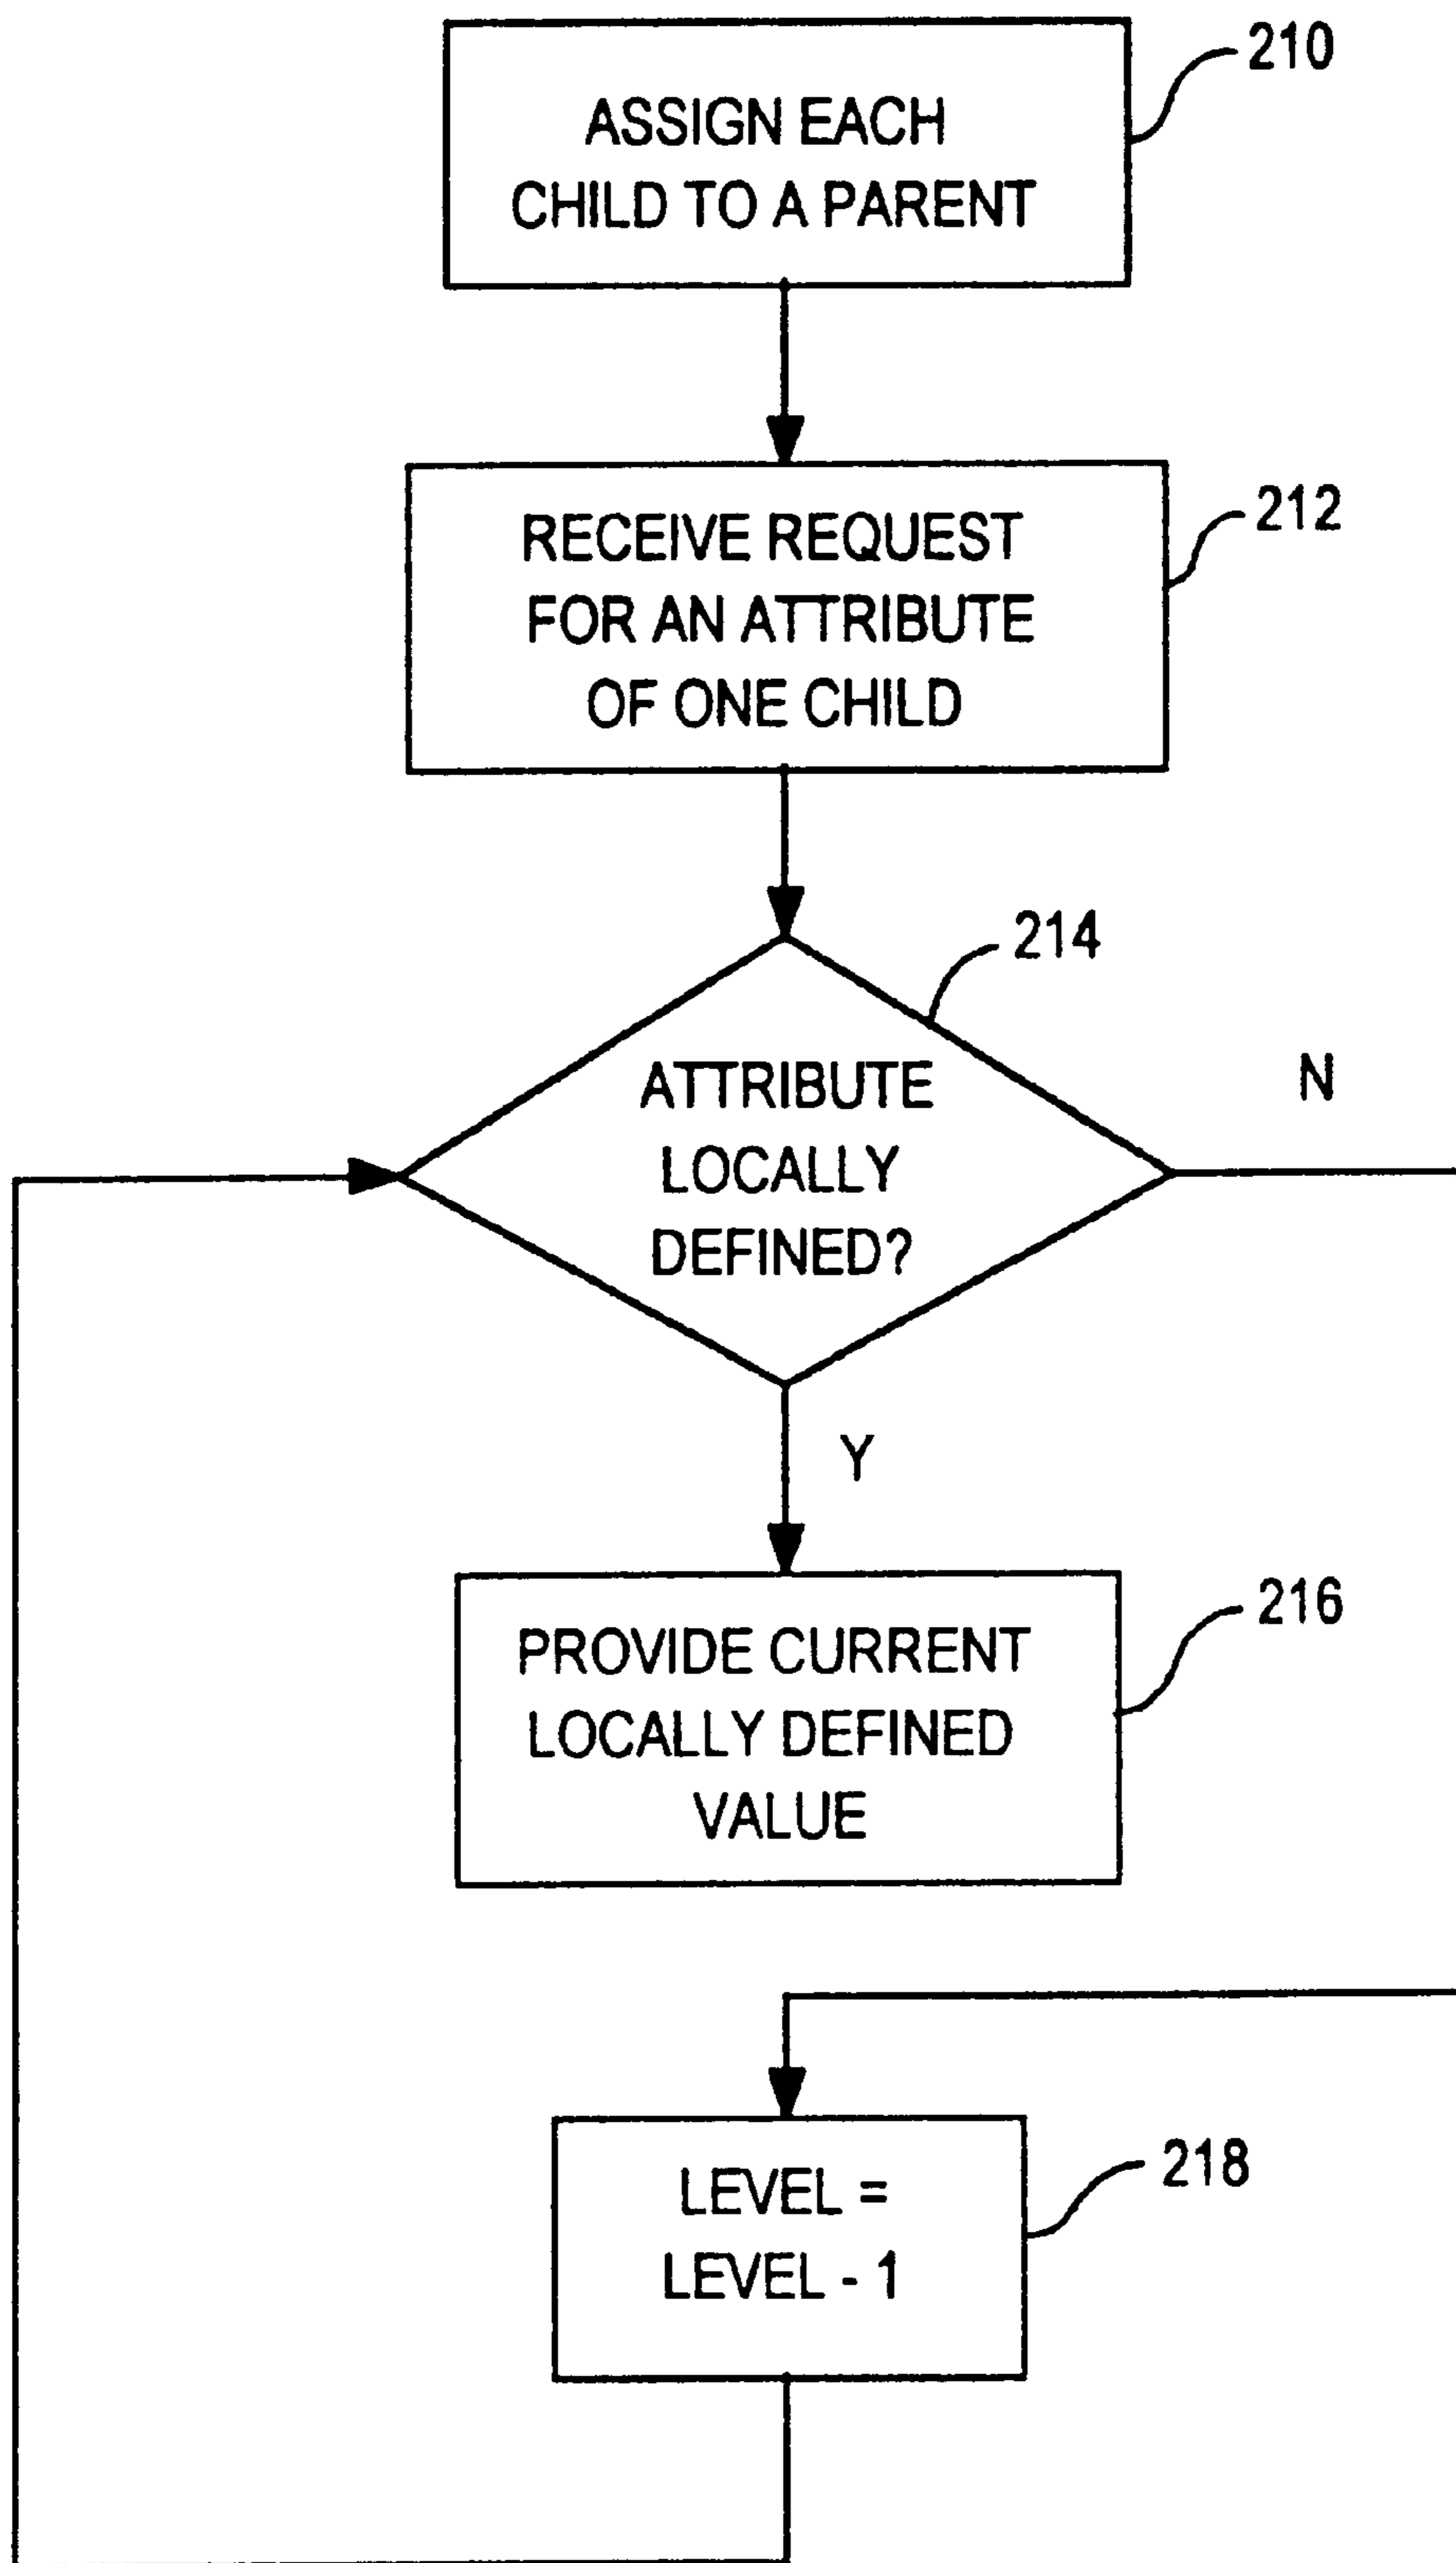 210
ASSIGN EACH
CHILD TO A PARENT
212
RECEIVE REQUEST
FOR AN ATTRIBUTE
OF ONE CHILD
214
ATTRIBUTE
LOCALLY
DEFINED?
N
Y
216
PROVIDE CURRENT
LOCALLY DEFINED
VALUE
218
LEVEL =
LEVEL - 1